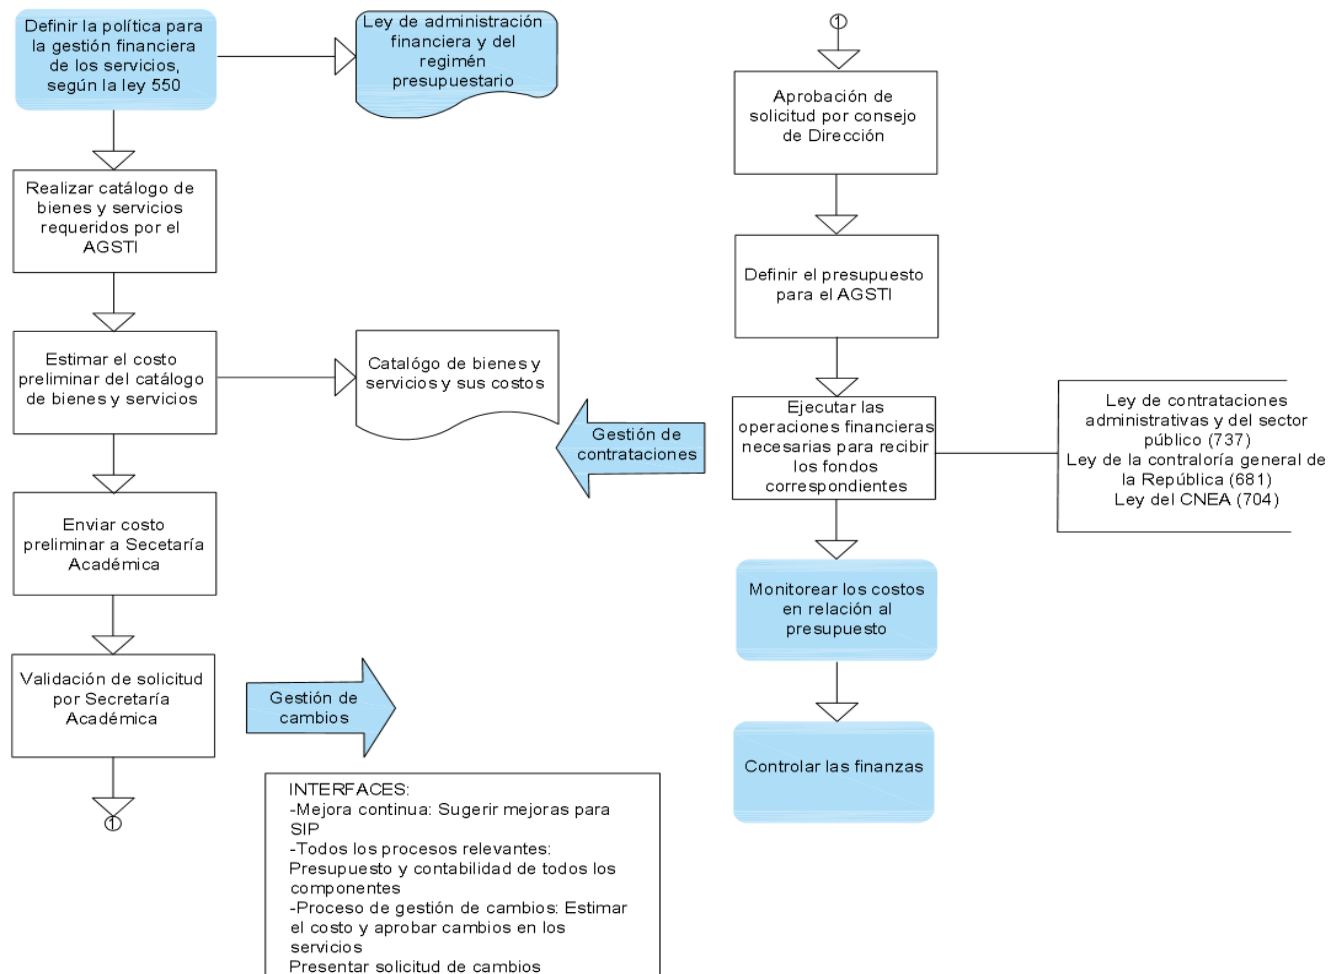 Definir la política para
la gestión financiera
de los servicios,
según la ley 550
Ley de administración
financiera y del
regimén
presupuestario
Realizar catálogo de
bienes y servicios
requeridos por el
AGSTI
Estimar el costo
preliminar del catálogo
de bienes y servicios
Catalógo de bienes y
servicios y sus costos
Enviar costo
preliminar a Secetaría
Académica
Validación de solicitud
por Secretaría
Académica
1
Gestión de
cambios
INTERFACES:
-Mejora continua: Sugerir mejoras para
SIP
-Todos los procesos relevantes:
Presupuesto y contabilidad de todos los
componentes
-Proceso de gestión de cambios: Estimar
el costo y aprobar cambios en los
servicios
Presentar solicitud de cambios
1
Aprobación de
solicitud por consejo
de Dirección
Definir el presupuesto
para el AGSTI
Ejecutar las
operaciones financieras
necesarias para recibir
los fondos
correspondientes
Gestión de
contrataciones
Ley de contrataciones
administrativas y del sector
público (737)
Ley de la contraloría general de
la República (681)
Ley del CNEA (704)
Monitorear los costos
en relación al
presupuesto
Controlar las finanzas